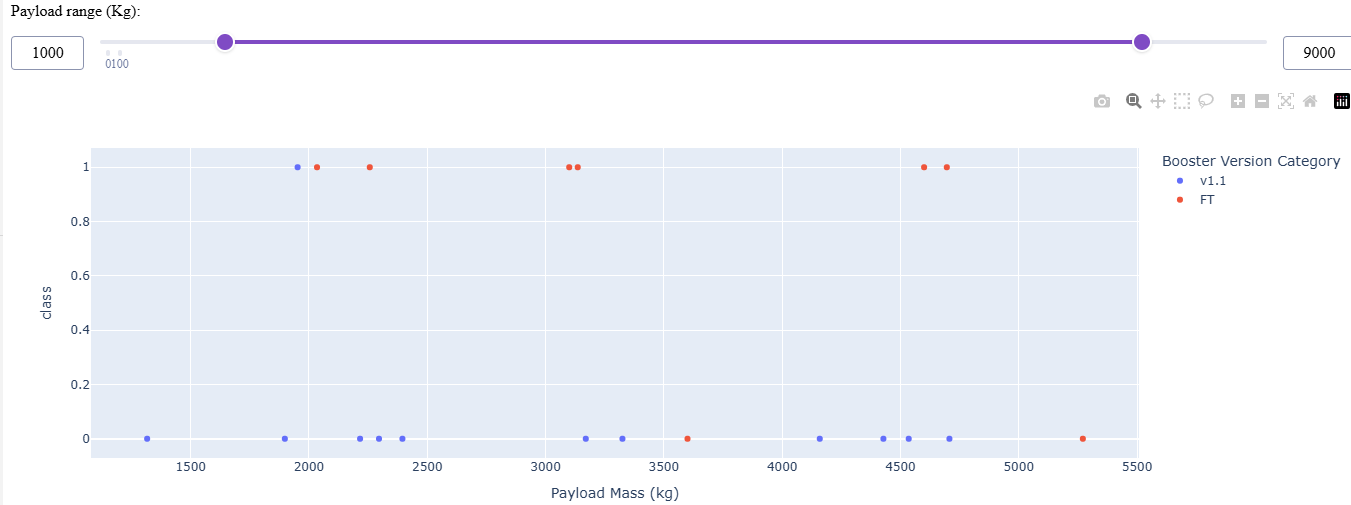 Payload range (Kg):
1000
9000
0100
Booster Version Category
v1.1
FT
1
0.8
0.6
0.4
0.2
0
class
1500 2000 2500 3000 3500 4000 4500 5000 5500
Payload Mass (kg)